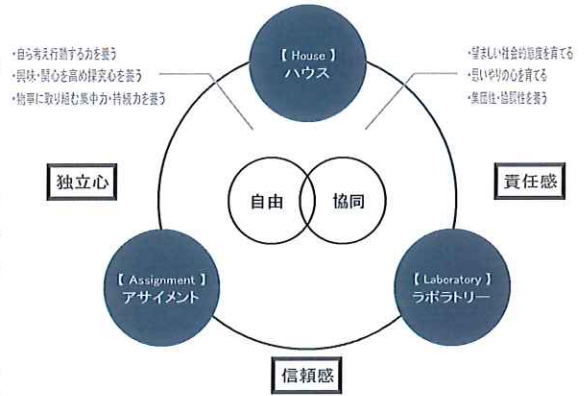 【 House 】
ハウス
・自ら考え行動する力を養う
・興味・関心を高め探究心を養う
・物事に取り組む集中力・持続力を養う
・望ましい社会的態度を育てる
・思いやりの心を育てる
・集団性・協調性を養う
独立心
責任感
自由
協同
【 Assignment 】
アサイメント
【 Laboratory 】
ラボラトリー
信頼感